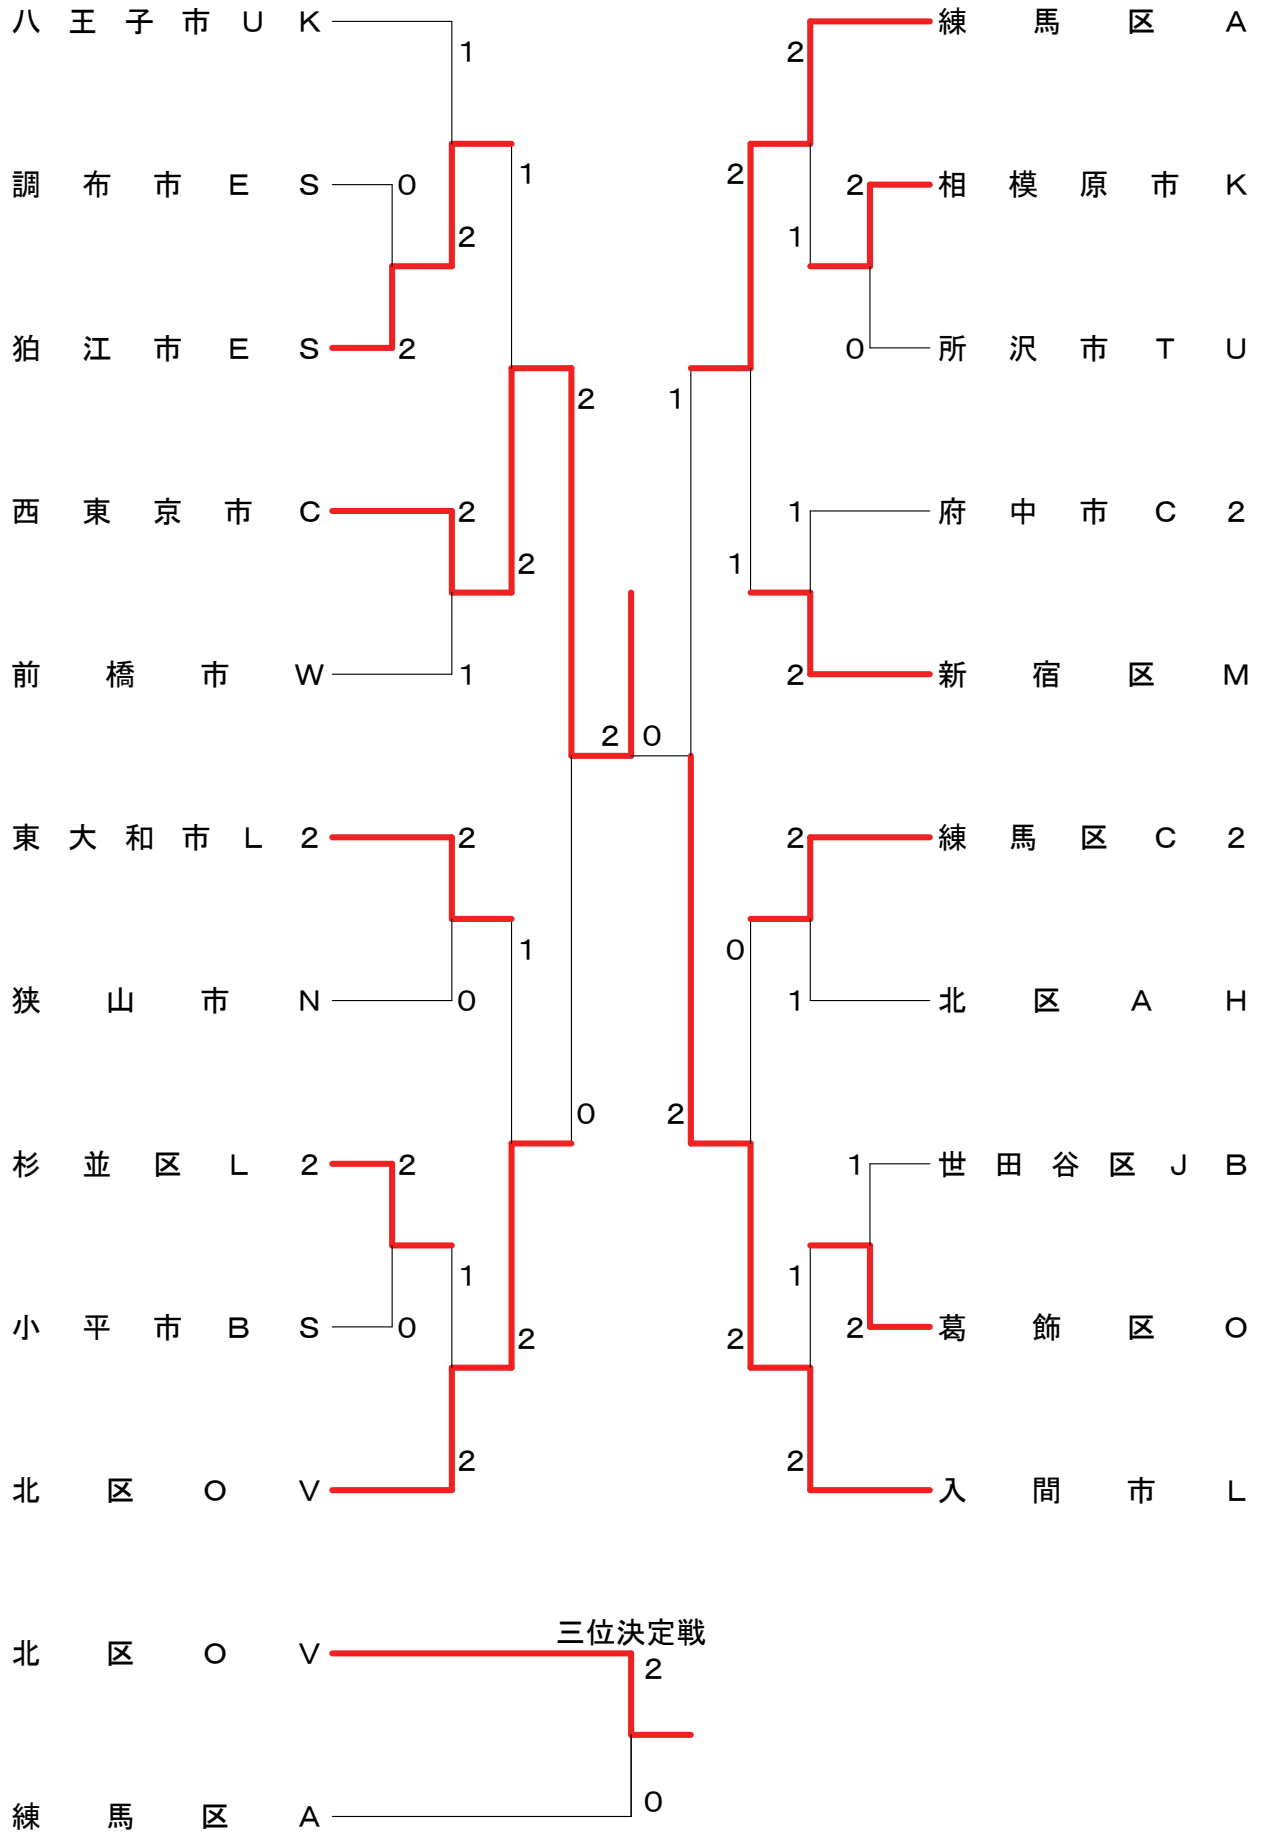 八王子市UK
1
2
練馬区A
調布市ES
0
1
2
2
相模原市K
2
1
狛江市ES
2
0
所沢市TU
2
1
西東京市C
2
1
府中市C2
2
1
前橋市W
1
2
新宿区M
2
0
東大和市L2
2
2
練馬区C2
1
0
狭山市N
0
1
北区AH
0
2
杉並区L2
2
1
世田谷区JB
1
1
小平市BS
0
2
葛飾区O
2
2
2
2
北区OV
入間市L
三位決定戦
北区OV
2
練馬区A
0